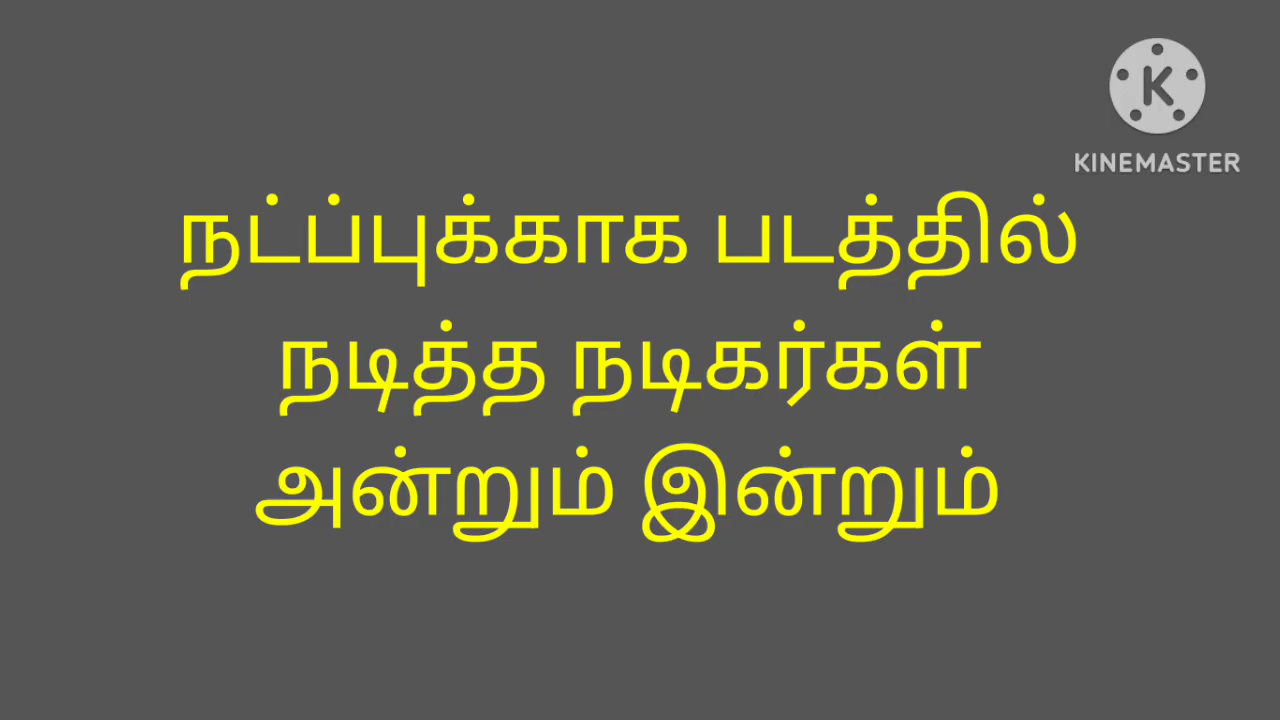 K
KINEMASTER
நட்ப்புக்காக படத்தில்
நடித்த நடிகர்கள்
அன்றும் இன்றும்